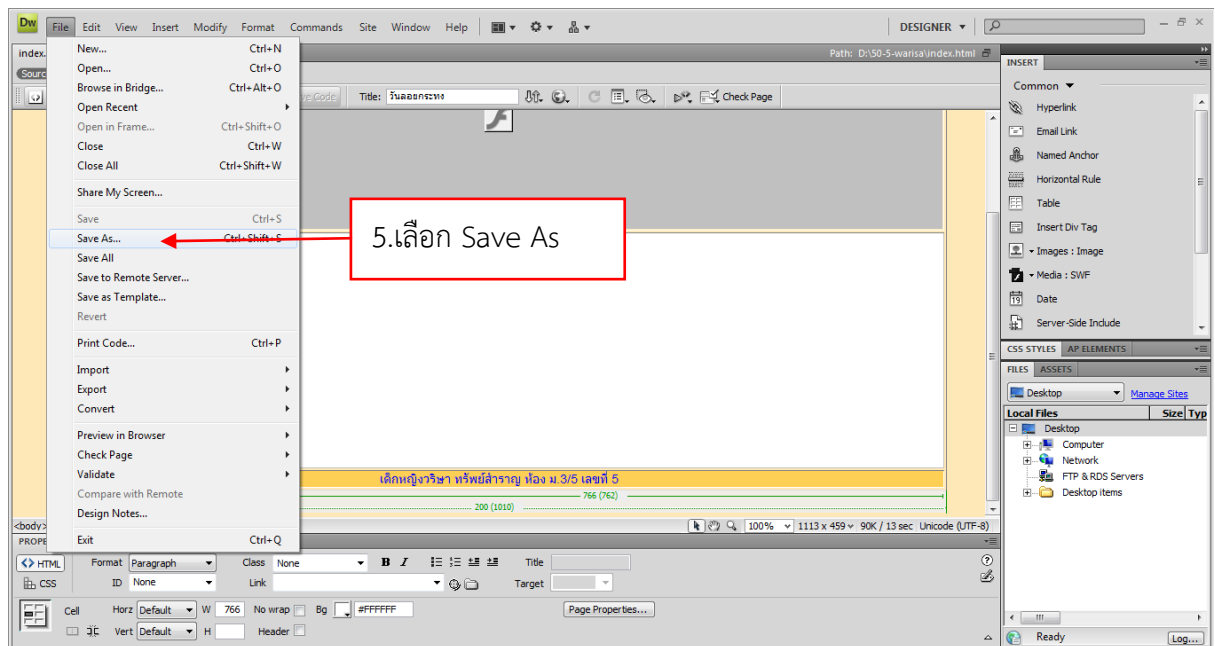 Dw File Edit View Insert Modify Format Commands Site Window Help DESIGNER
index. Path: D:\50-5-warisa\index.html
Sourc
Title: วันลอยกระทง Check Page
New... Ctrl+N
Open... Ctrl+O
Browse in Bridge... Ctrl+Alt+O
Open Recent
Open in Frame... Ctrl+Shift+O
Close Ctrl+W
Close All Ctrl+Shift+W
Share My Screen...
Save Ctrl+S
Save As... Ctrl+Shift+S
Save All
Save to Remote Server...
Save as Template...
Revert
Print Code... Ctrl+P
Import
Export
Convert
Preview in Browser
Check Page
Validate
Compare with Remote
Design Notes...
Exit Ctrl+Q
5.เลือก Save As
เด็กหญิงวริษา ทรัพย์สำราญ ห้อง ม.3/5 เลขที่ 5
766 (762)
200 (1010)
<body> 100% 1113 x 459 90K / 13 sec Unicode (UTF-8)
PROPE
HTML Format Paragraph Class None B I Title
CSS ID None Link Target
Cell Horz Default W 766 No wrap Bg #FFFFFF Page Properties...
Vert Default H Header
INSERT
Common
Hyperlink
Email Link
Named Anchor
Horizontal Rule
Table
Insert Div Tag
Images : Image
Media : SWF
19 Date
Server-Side Include
CSS STYLES AP ELEMENTS
FILES ASSETS
Desktop Manage Sites
Local Files Size Typ
Desktop
Computer
Network
FTP & RDS Servers
Desktop items
Ready Log...